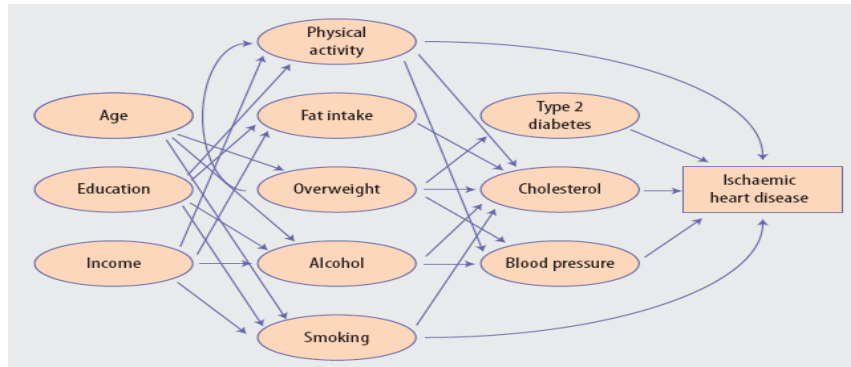 Physical
activity
Age
Fat intake
Type 2
diabetes
Education
Overweight
Cholesterol
Ischaemic
heart disease
Income
Alcohol
Blood pressure
Smoking